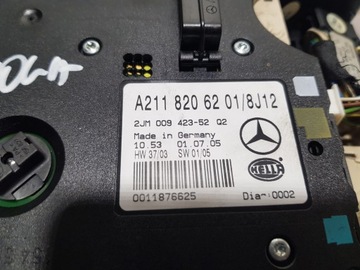 A211 820 62 01/8J12
2JM 009 423-52 Q2
Made in Germany
10.53 01.07.05
HW 37/03 SW 01/05
HELLA
0011876625 Dia-0002